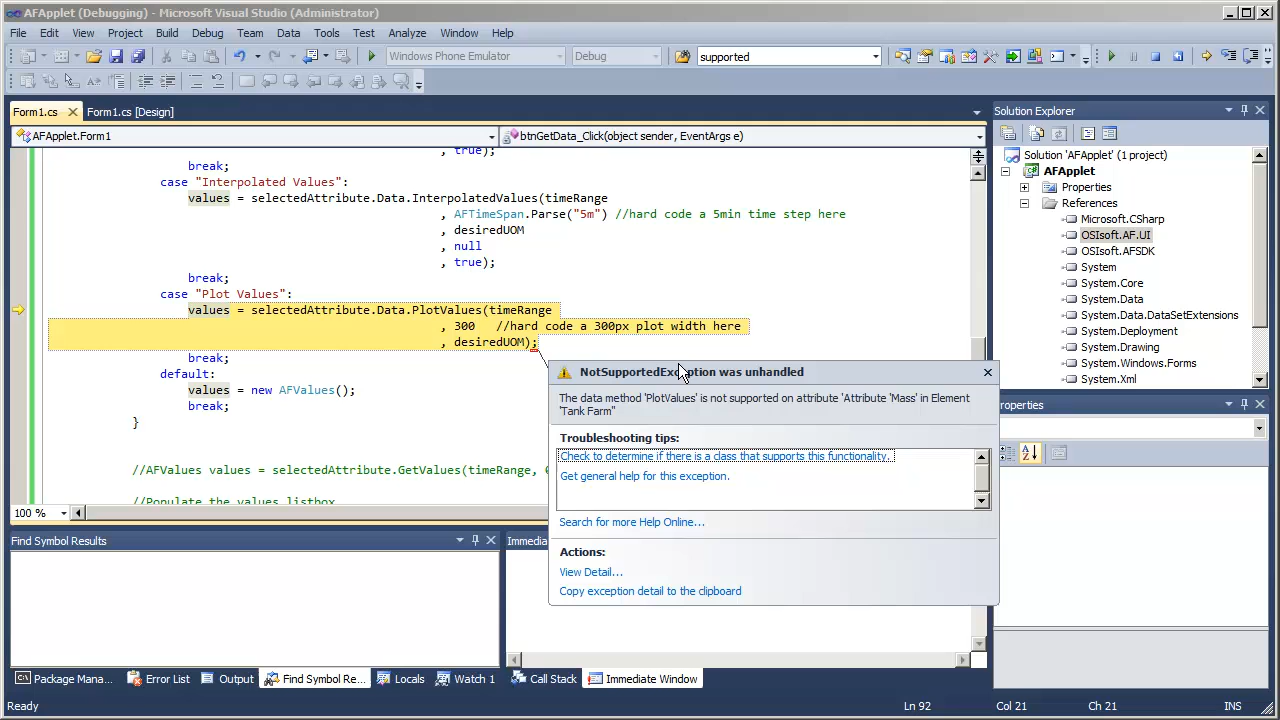 AFApplet (Debugging) - Microsoft Visual Studio (Administrator)
File Edit View Project Build Debug Team Data Tools Test Analyze Window Help
Windows Phone Emulator Debug supported
Form1.cs Form1.cs [Design]
AFApplet.Form1 btnGetData_Click(object sender, EventArgs e)
, true);
break;
case "Interpolated Values":
values = selectedAttribute.Data.InterpolatedValues(timeRange
, AFTimeSpan.Parse("5m") //hard code a 5min time step here
, desiredUOM
, null
, true);
break;
case "Plot Values":
values = selectedAttribute.Data.PlotValues(timeRange
, 300 //hard code a 300px plot width here
, desiredUOM);
break;
default:
values = new AFValues();
break;
}
//AFValues values = selectedAttribute.GetValues(timeRange,
//Populate the values listbox
100 %
NotSupportedException was unhandled
The data method 'PlotValues' is not supported on attribute 'Attribute 'Mass' in Element
'Tank Farm''
Troubleshooting tips:
Check to determine if there is a class that supports this functionality.
Get general help for this exception.
Search for more Help Online...
Actions:
View Detail...
Copy exception detail to the clipboard
Solution Explorer
Solution 'AFApplet' (1 project)
AFApplet
Properties
References
Microsoft.CSharp
OSIsoft.AF.UI
OSIsoft.AFSDK
System
System.Core
System.Data
System.Data.DataSetExtensions
System.Deployment
System.Drawing
System.Windows.Forms
System.Xml
Properties
Find Symbol Results
Immedia
Package Mana... Error List Output Find Symbol Re... Locals Watch 1 Call Stack Immediate Window
Ready Ln 92 Col 21 Ch 21 INS